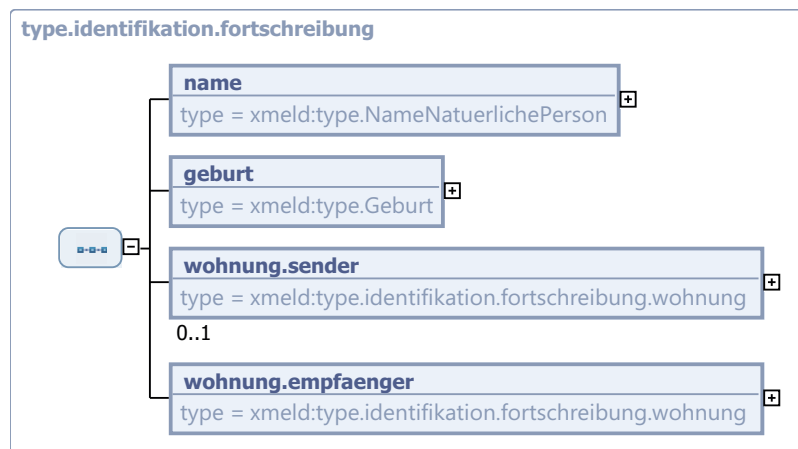 type.identifikation.fortschreibung
name
type = xmeld:type.NameNatuerlichePerson
geburt
type = xmeld:type.Geburt
wohnung.sender
type = xmeld:type.identifikation.fortschreibung.wohnung
0..1
wohnung.empfaenger
type = xmeld:type.identifikation.fortschreibung.wohnung